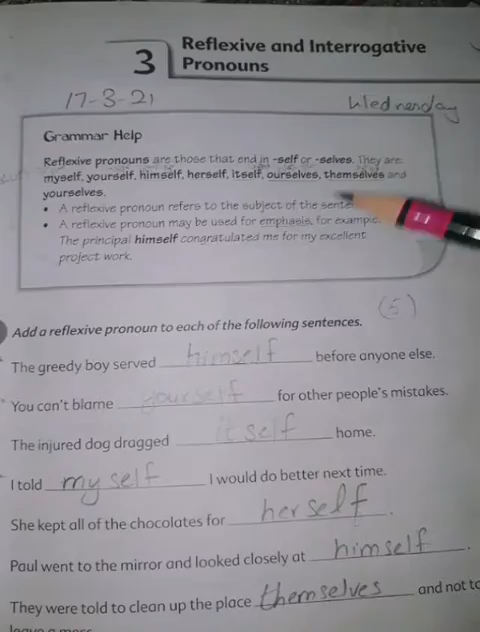 3
Reflexive and Interrogative
Pronouns
17-3-21 Wednenday
Grammar Help
Reflexive pronouns are those that end in -self or -selves. They are:
myself, yourself, himself, herself, itself, ourselves, themselves and
yourselves.
• A reflexive pronoun refers to the subject of the
• A reflexive pronoun may be used for emphasis, for example:
The principal himself congratulated me for my excellent
project work.
(5)
Add a reflexive pronoun to each of the following sentences.
The greedy boy served himself before anyone else.
You can't blame yourself for other people's mistakes.
The injured dog dragged itself home.
I told my self I would do better next time.
She kept all of the chocolates for herself.
Paul went to the mirror and looked closely at himself.
They were told to clean up the place themselves and not to